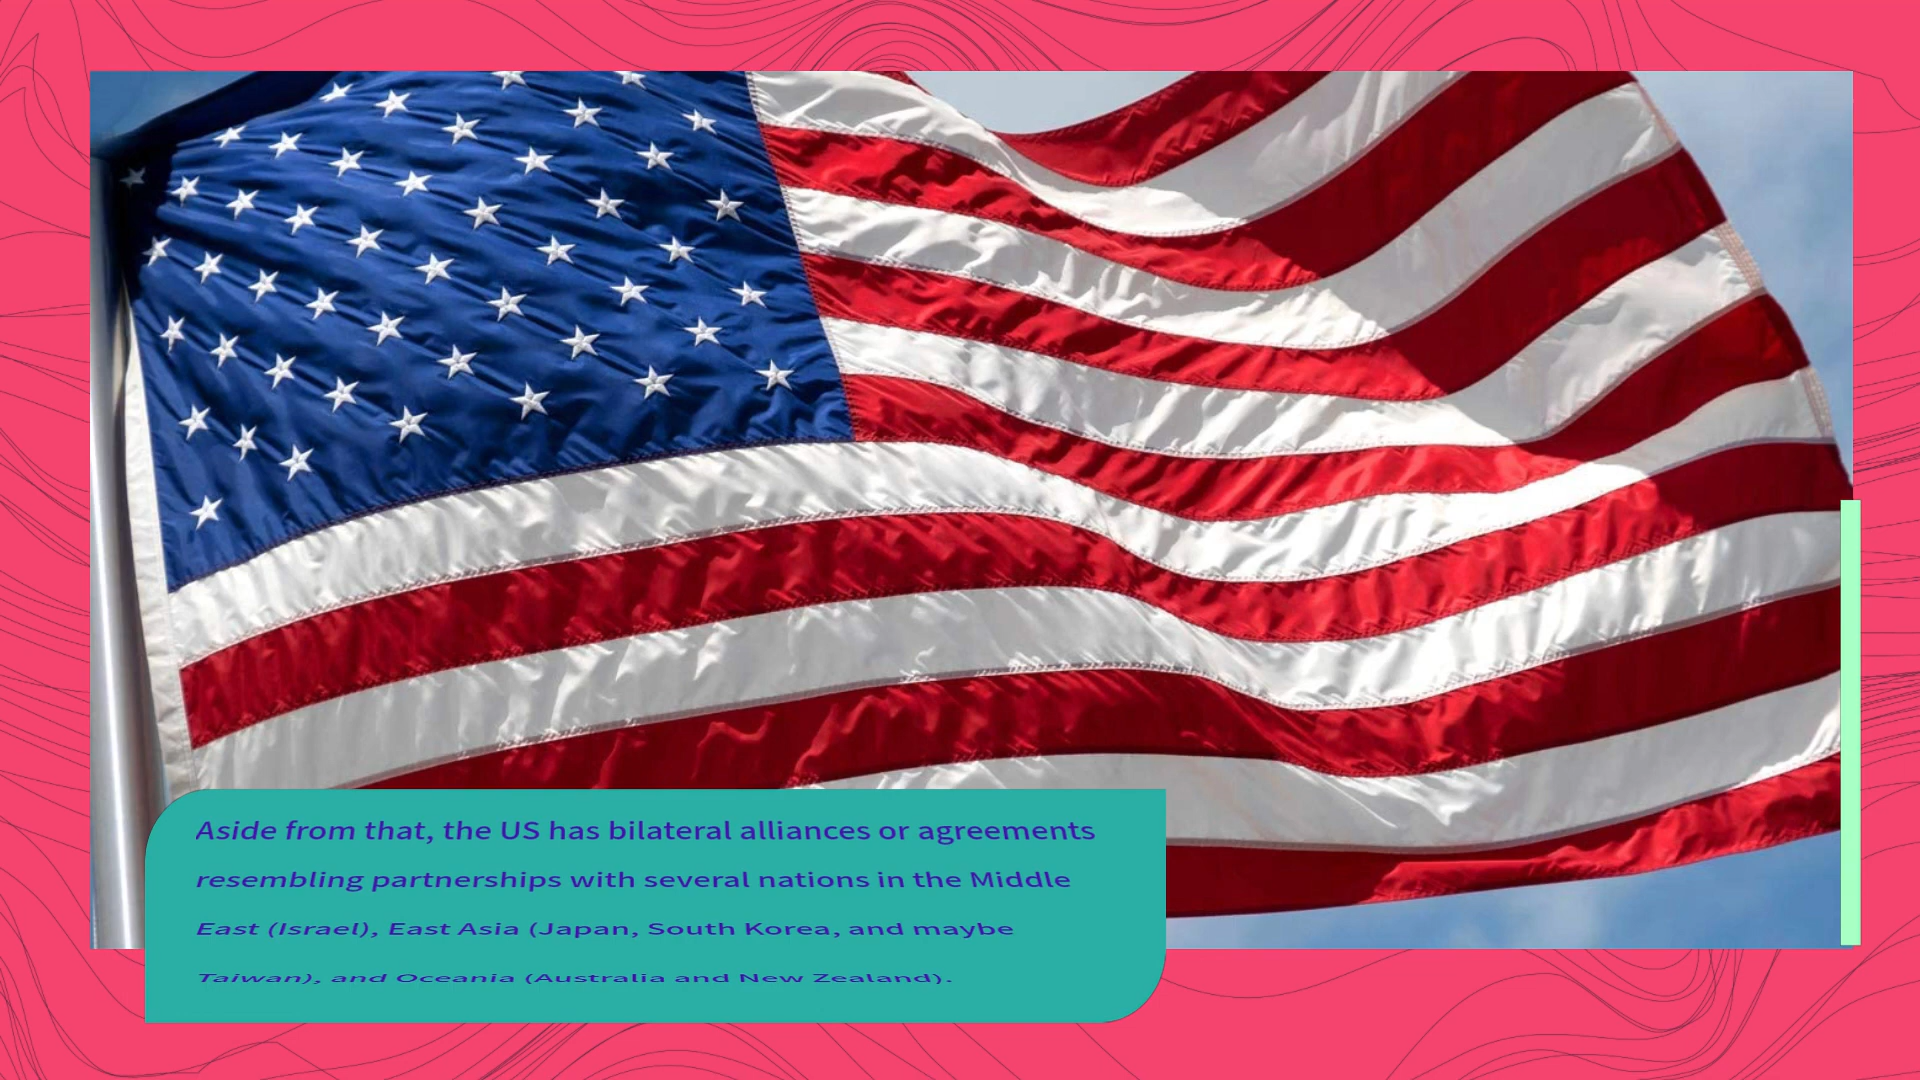 Aside from that, the US has bilateral alliances or agreements
resembling partnerships with several nations in the Middle
East (Israel), East Asia (Japan, South Korea, and maybe
Taiwan), and Oceania (Australia and New Zealand).